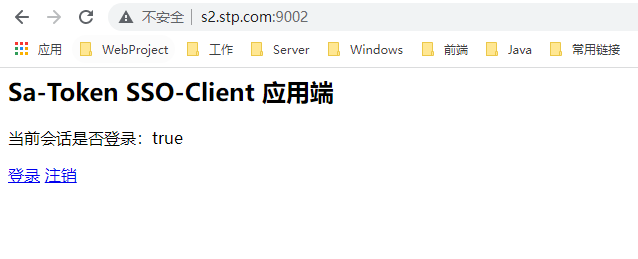 不安全 | s2.stp.com:9002
应用 WebProject 工作 Server Windows 前端 Java 常用链接
Sa-Token SSO-Client 应用端
当前会话是否登录：true
登录 注销